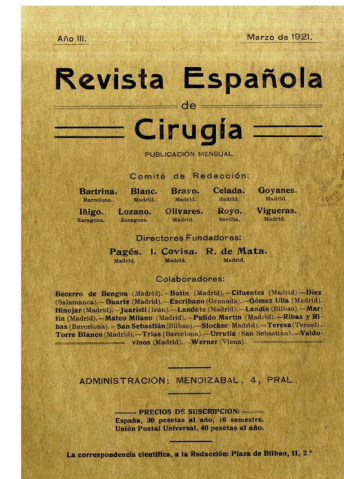 Año III.
Marzo de 1921.
Revista Española
de
Cirugía
PUBLICACIÓN MENSUAL
Comité de Redacción:
Bartrina. Blanc. Bravo. Celada. Goyanes.
Barcelona. Madrid. Madrid. Madrid. Madrid.
Iñigo. Lozano. Olivares. Royo. Vigueras.
Zaragoza. Zaragoza. Madrid. Sevilla. Madrid.
Directores Fundadores:
Pagés. I. Covisa. R. de Mata.
Madrid. Madrid. Madrid.
Colaboradores:
Becerro de Bengoa (Madrid).—Botín (Madrid).—Cifuentes (Madrid).—Díez
(Salamanca).—Duarte (Madrid).—Escribano (Granada).—Gómez Ulla (Madrid).
Hinojar (Madrid).—Juaristi (Irún).—Landete (Madrid).—Landín (Bilbao).—Mar-
tín (Madrid).—Mateo Milano (Madrid).—Pulido Martín (Madrid).—Ribas y Ri-
bas (Barcelona).—San Sebastián (Bilbao).—Slocker (Madrid).—Teresa (Teruel).
Torre Blanco (Madrid).—Trías (Barcelona).—Urrutia (San Sebastián).—Valdo-
vinos (Madrid).—Werner (Viena).
ADMINISTRACIÓN: MENDIZABAL, 4, PRAL.
PRECIOS DE SUSCRIPCION:
España, 30 pesetas al año, 16 semestre.
Unión Postal Universal, 40 pesetas al año.
La correspondencia científica, a la Redacción: Plaza de Bilbao, 11, 2.º